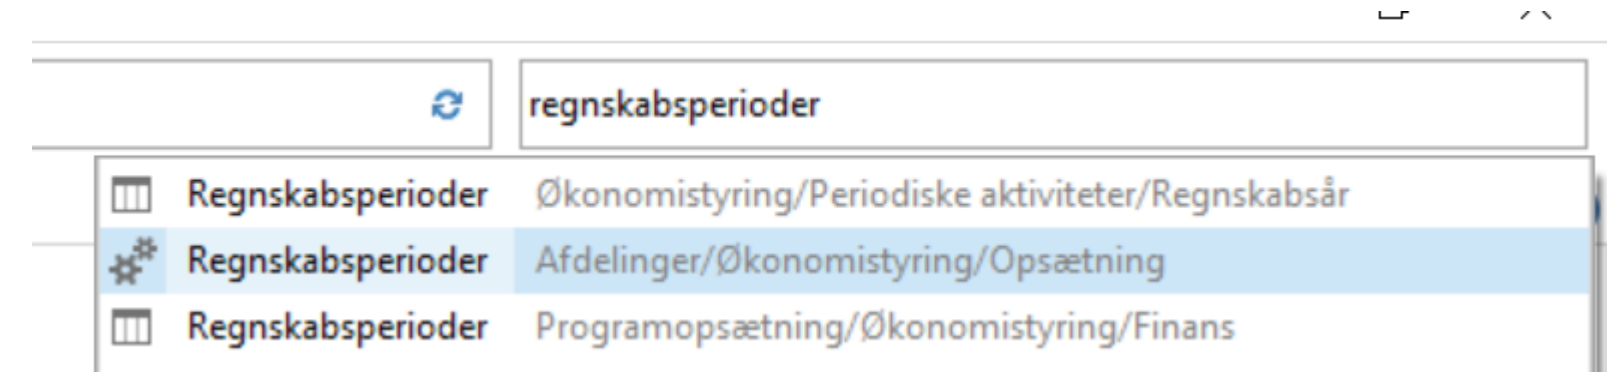 regnskabsperioder
Regnskabsperioder Økonomistyring/Periodiske aktiviteter/Regnskabsår
Regnskabsperioder Afdelinger/Økonomistyring/Opsætning
Regnskabsperioder Programopsætning/Økonomistyring/Finans